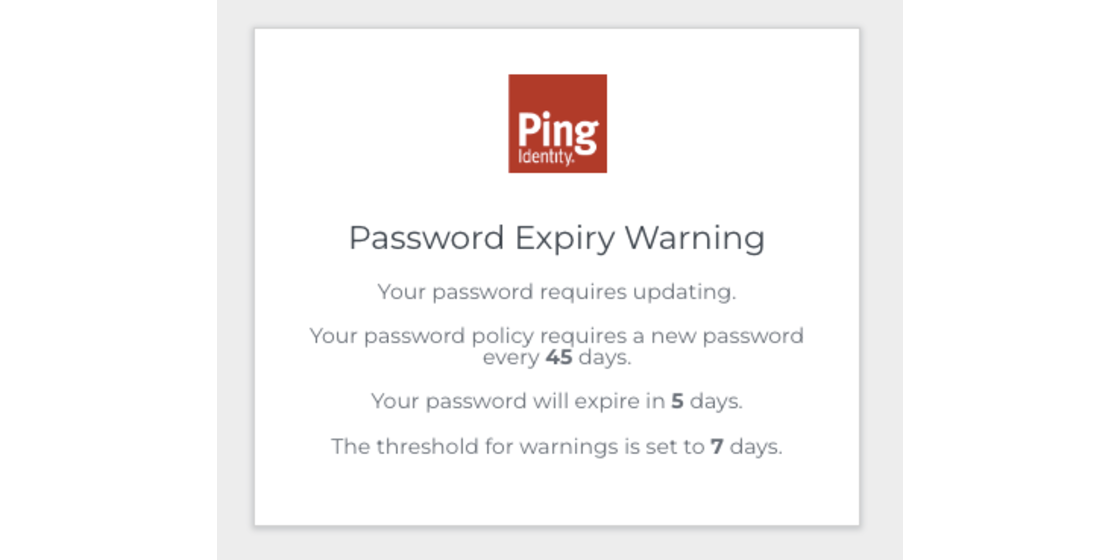 Ping
Identity.
Password Expiry Warning
Your password requires updating.
Your password policy requires a new password
every 45 days.
Your password will expire in 5 days.
The threshold for warnings is set to 7 days.